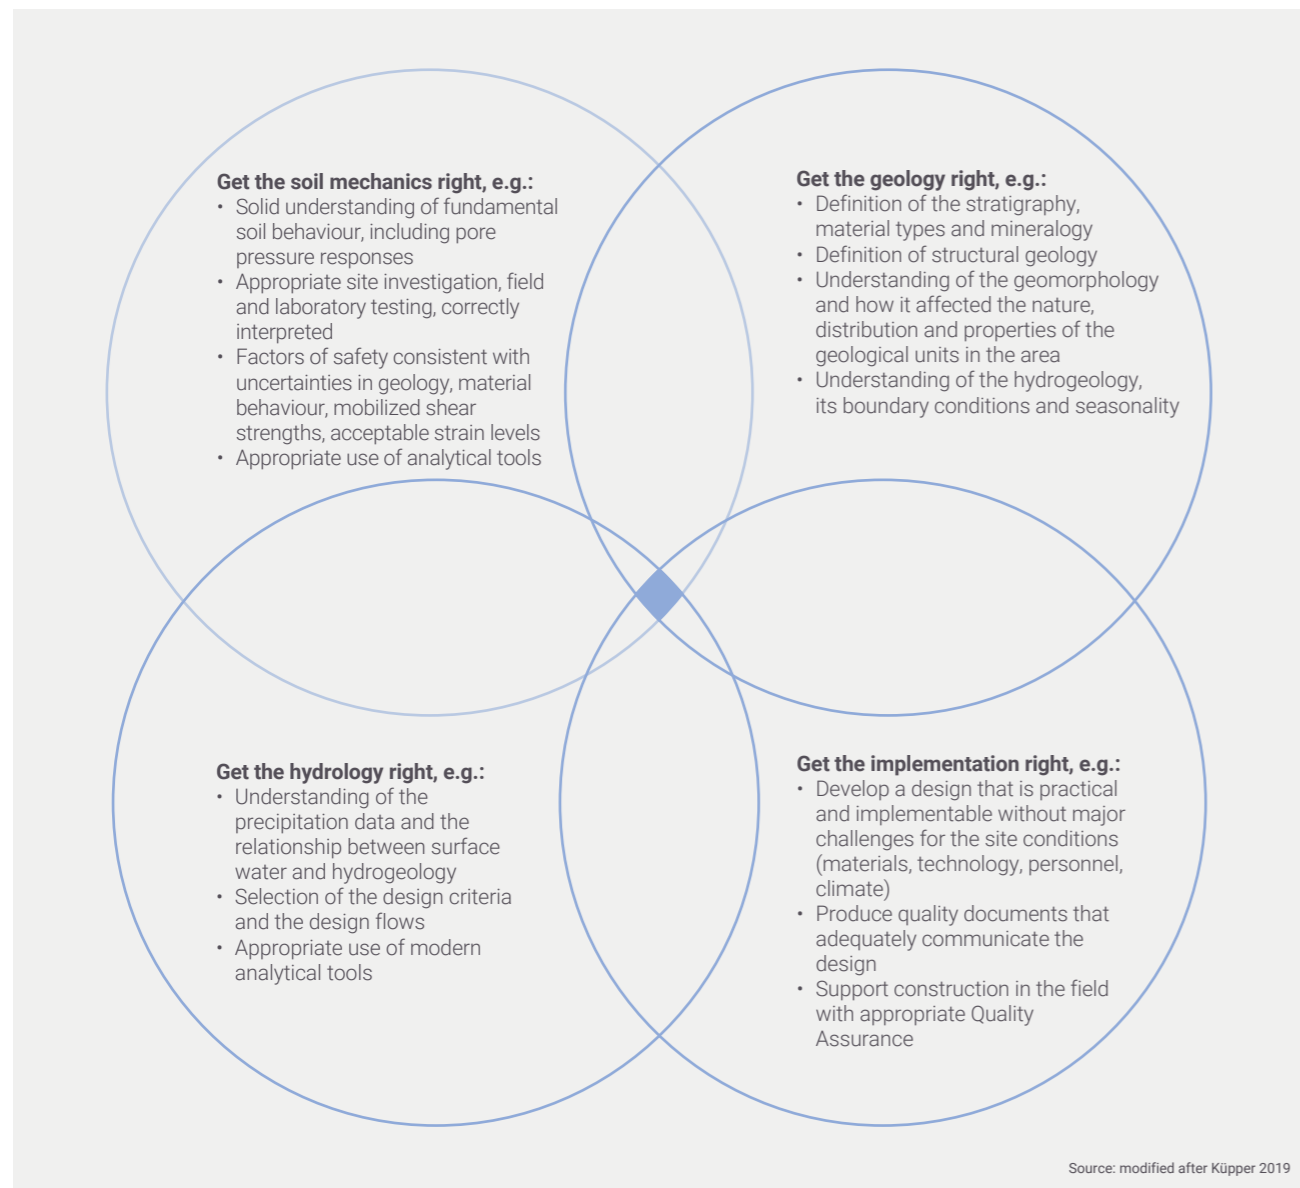 Get the soil mechanics right, e.g.:
• Solid understanding of fundamental
soil behaviour, including pore
pressure responses
• Appropriate site investigation, field
and laboratory testing, correctly
interpreted
• Factors of safety consistent with
uncertainties in geology, material
behaviour, mobilized shear
strengths, acceptable strain levels
• Appropriate use of analytical tools
Get the geology right, e.g.:
• Definition of the stratigraphy,
material types and mineralogy
• Definition of structural geology
• Understanding of the geomorphology
and how it affected the nature,
distribution and properties of the
geological units in the area
• Understanding of the hydrogeology,
its boundary conditions and seasonality
Get the hydrology right, e.g.:
• Understanding of the
precipitation data and the
relationship between surface
water and hydrogeology
• Selection of the design criteria
and the design flows
• Appropriate use of modern
analytical tools
Get the implementation right, e.g.:
• Develop a design that is practical
and implementable without major
challenges for the site conditions
(materials, technology, personnel,
climate)
• Produce quality documents that
adequately communicate the
design
• Support construction in the field
with appropriate Quality
Assurance
Source: modified after Küpper 2019